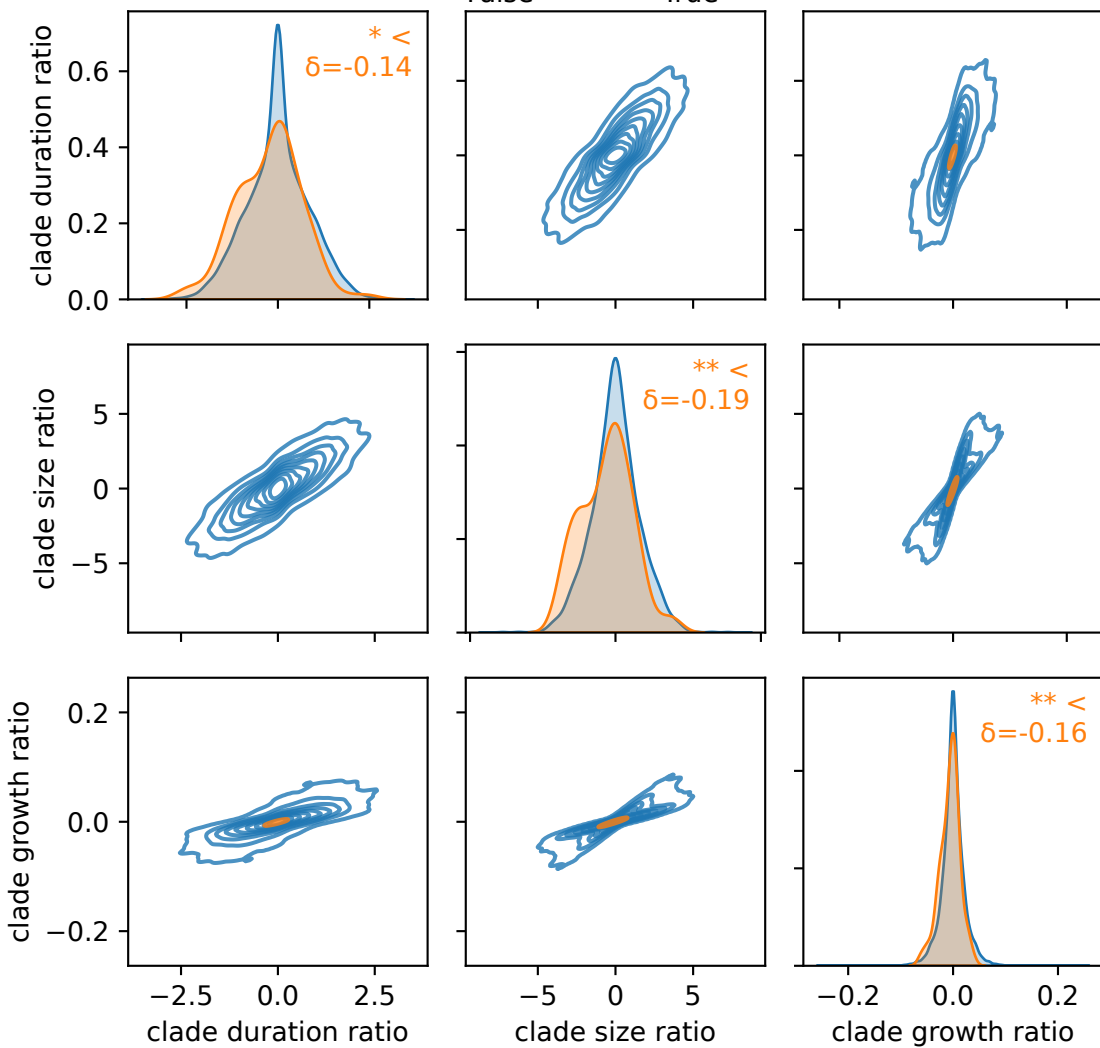 True
clade duration ratio
0.6
0.4
0.2
0.0
* <
δ=-0.14
clade size ratio
5
0
−5
** <
δ=-0.19
clade growth ratio
0.2
0.0
−0.2
** <
δ=-0.16
−2.5 0.0 2.5
−5 0 5
−0.2 0.0 0.2
clade duration ratio
clade size ratio
clade growth ratio